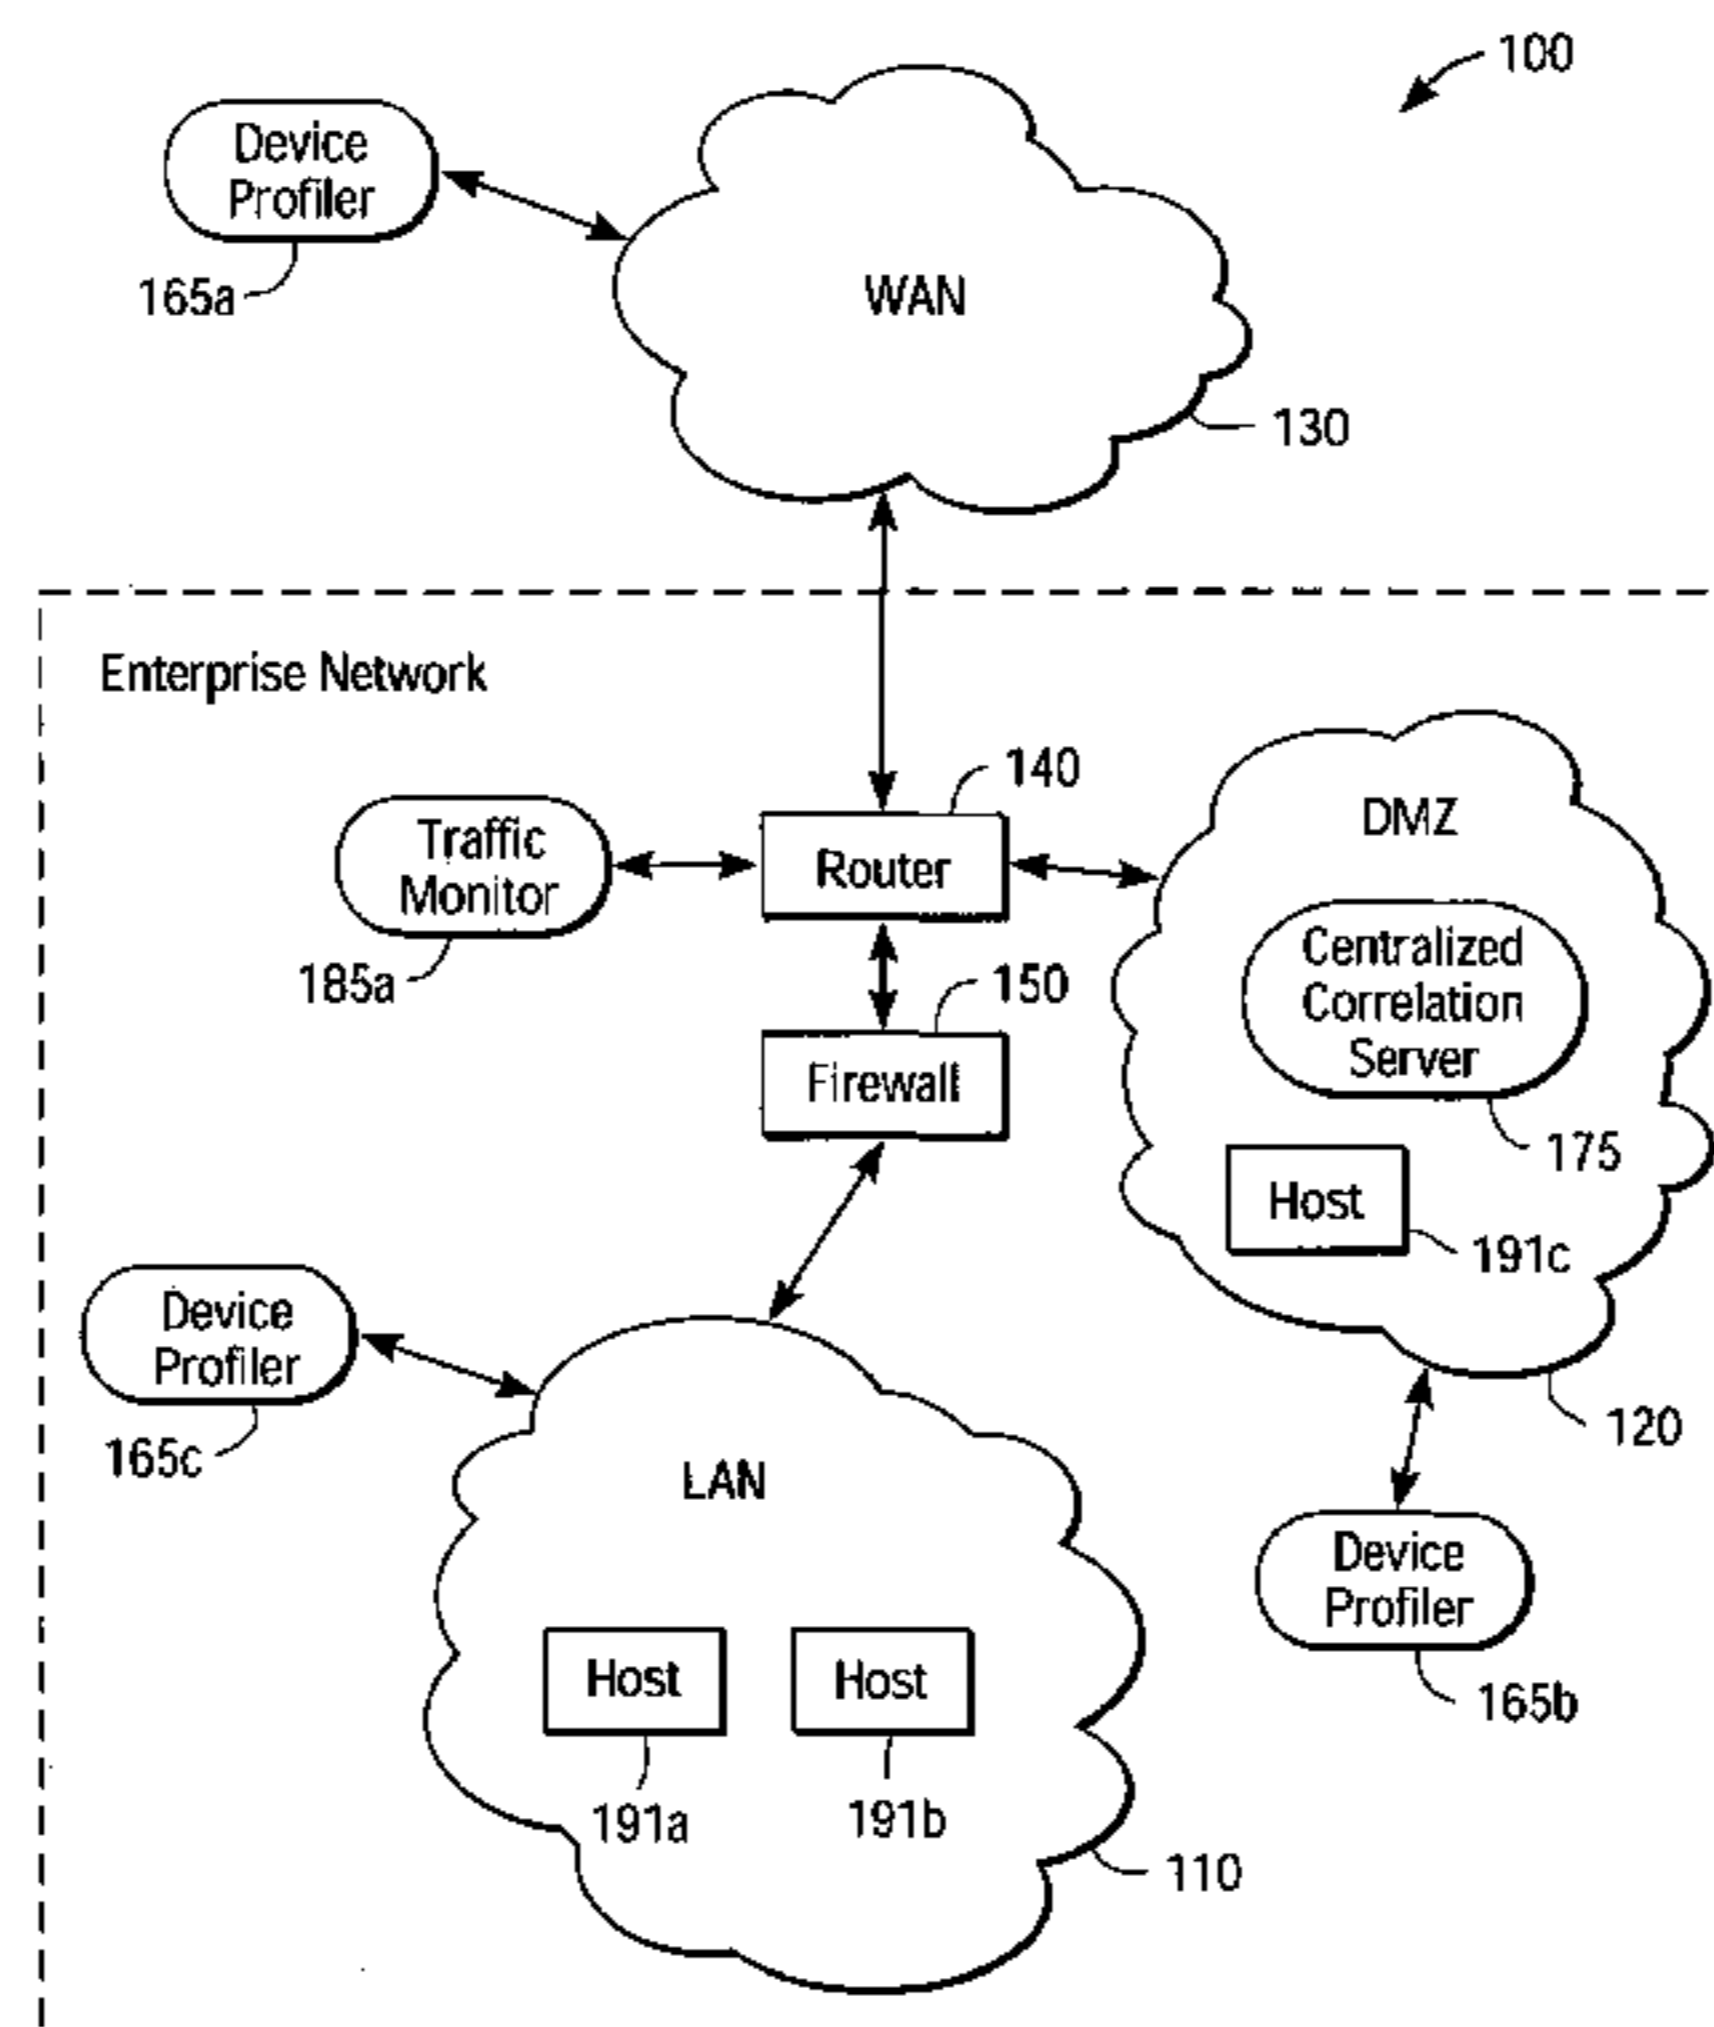 100
Device
Profiler
165a
WAN
130
Enterprise Network
140
Traffic
Monitor
185a
Router
DMZ
150
Firewall
Centralized
Correlation
Server
175
Host
191c
Device
Profiler
165c
120
LAN
Device
Profiler
165b
Host
Host
191a
191b
110